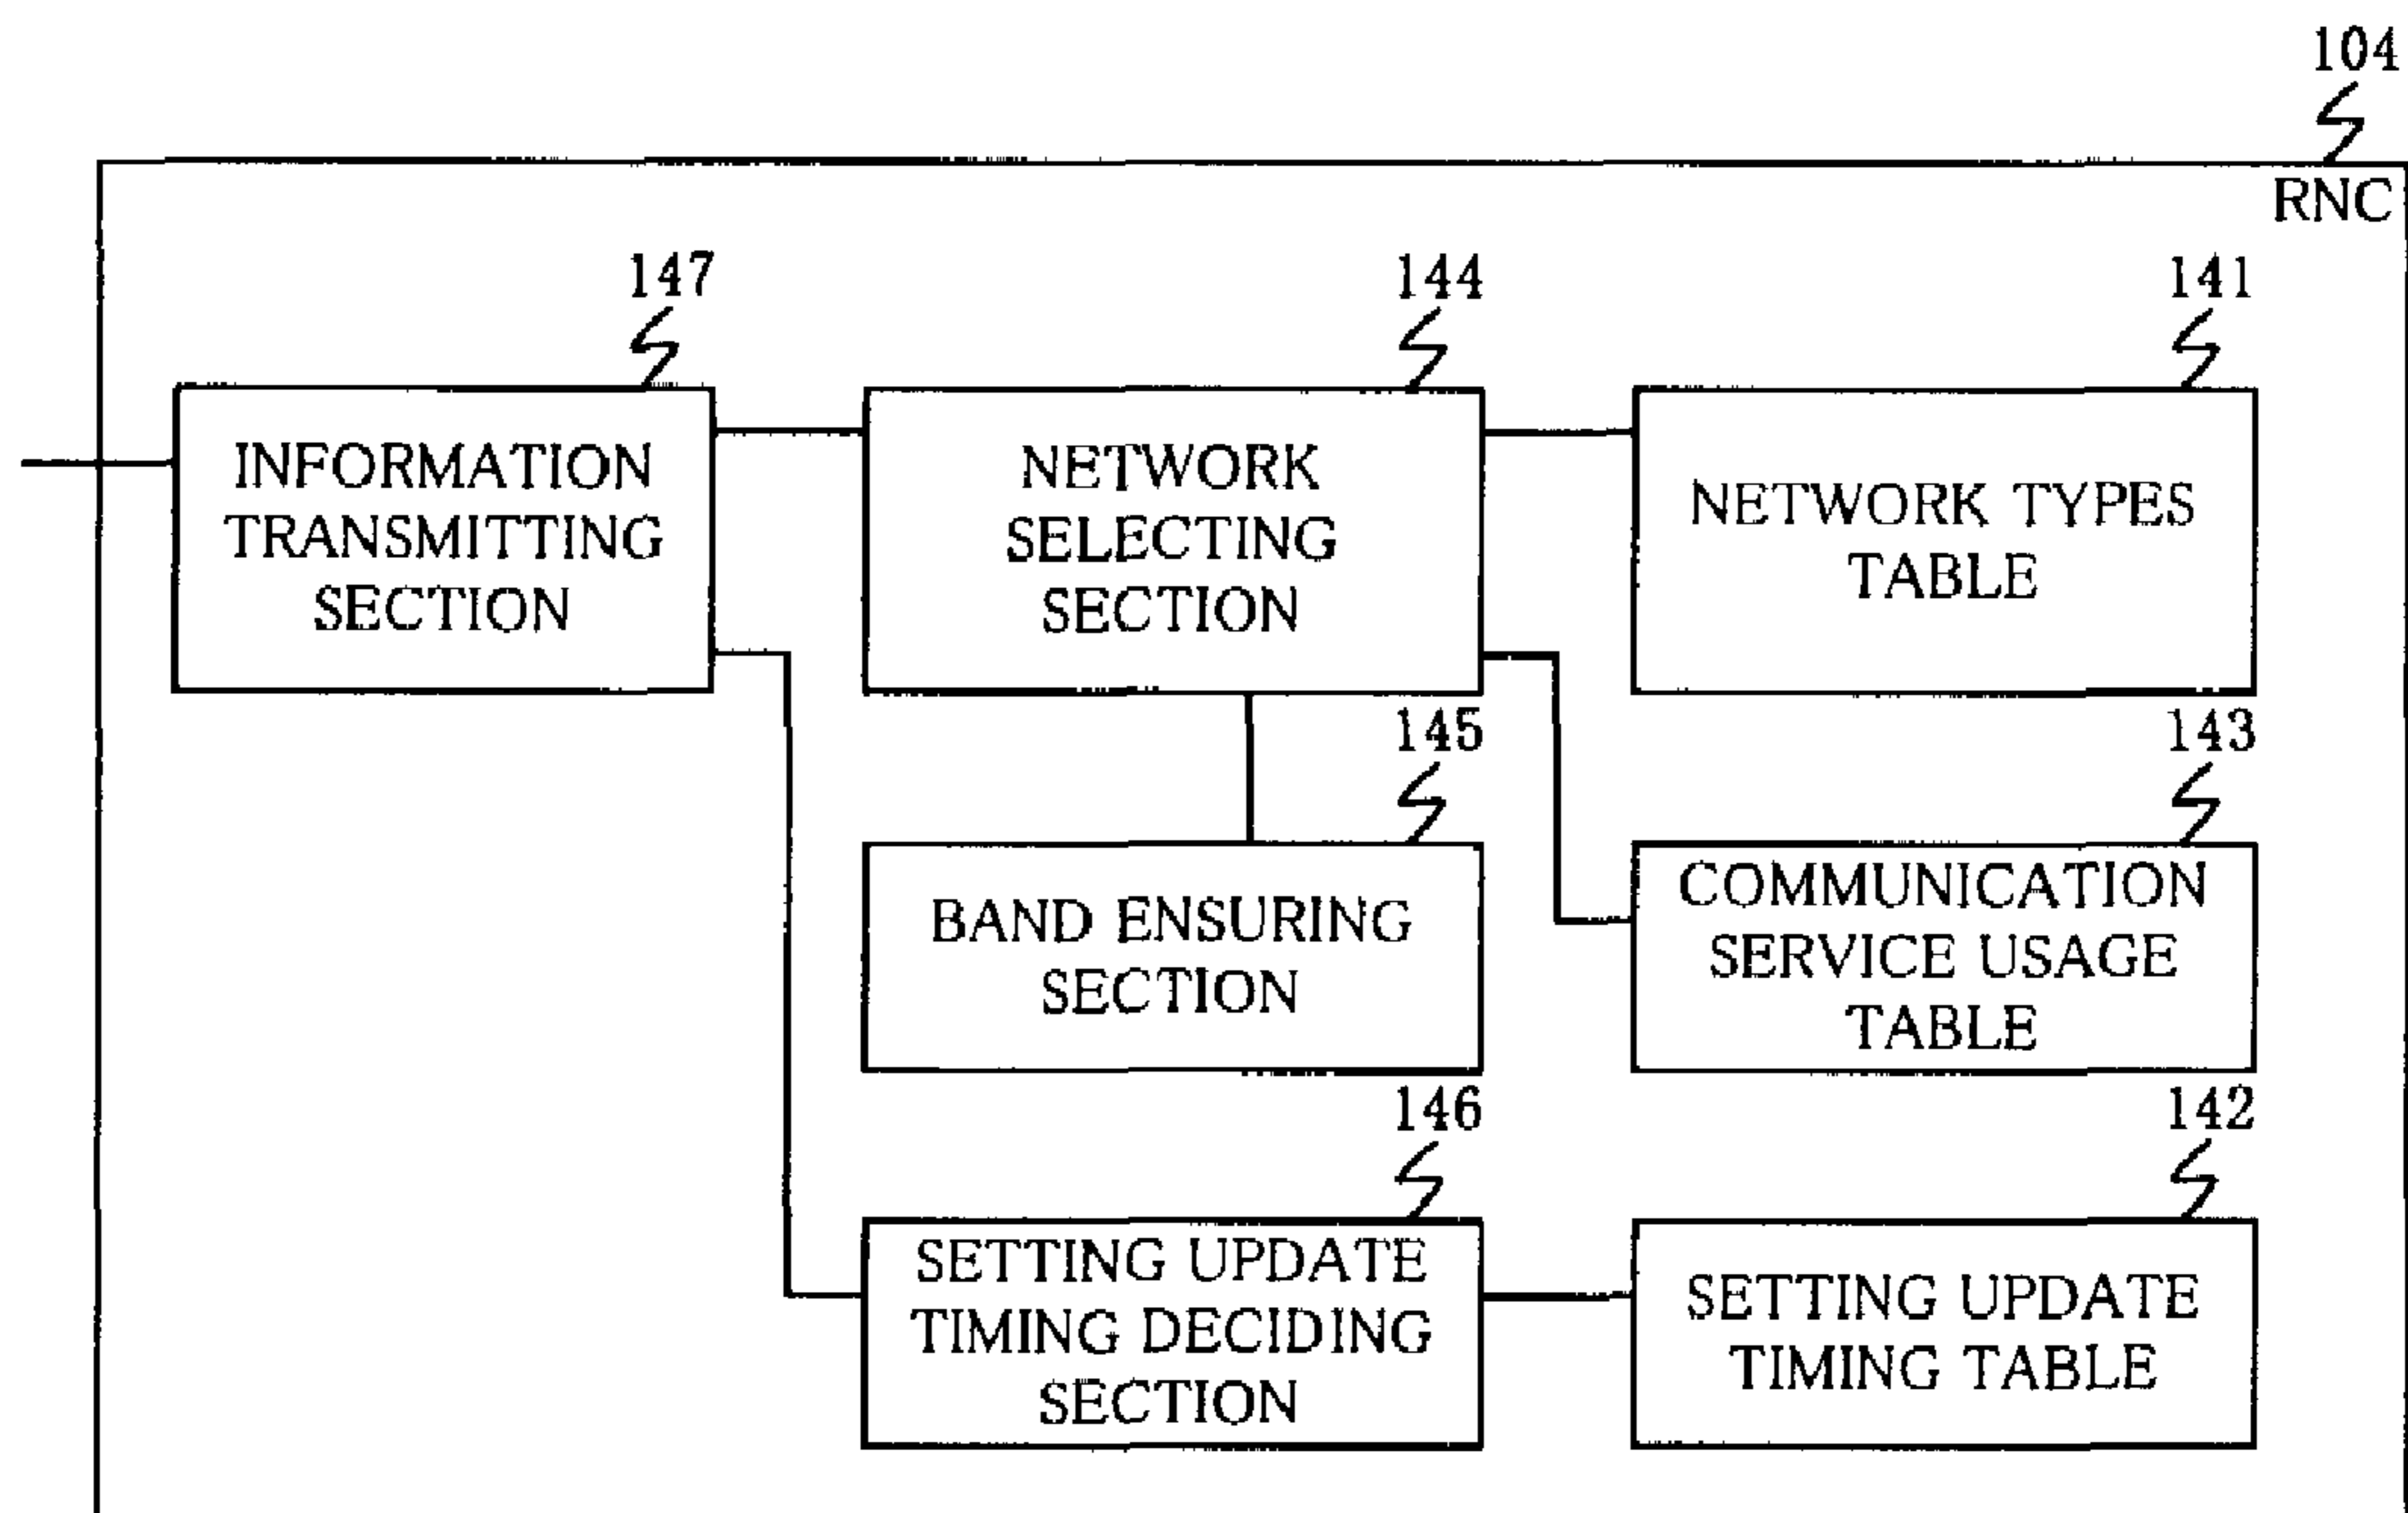 104
RNC
147
144
141
INFORMATION
TRANSMITTING
SECTION
NETWORK
SELECTING
SECTION
NETWORK TYPES
TABLE
145
143
BAND ENSURING
SECTION
COMMUNICATION
SERVICE USAGE
TABLE
146
142
SETTING UPDATE
TIMING DECIDING
SECTION
SETTING UPDATE
TIMING TABLE